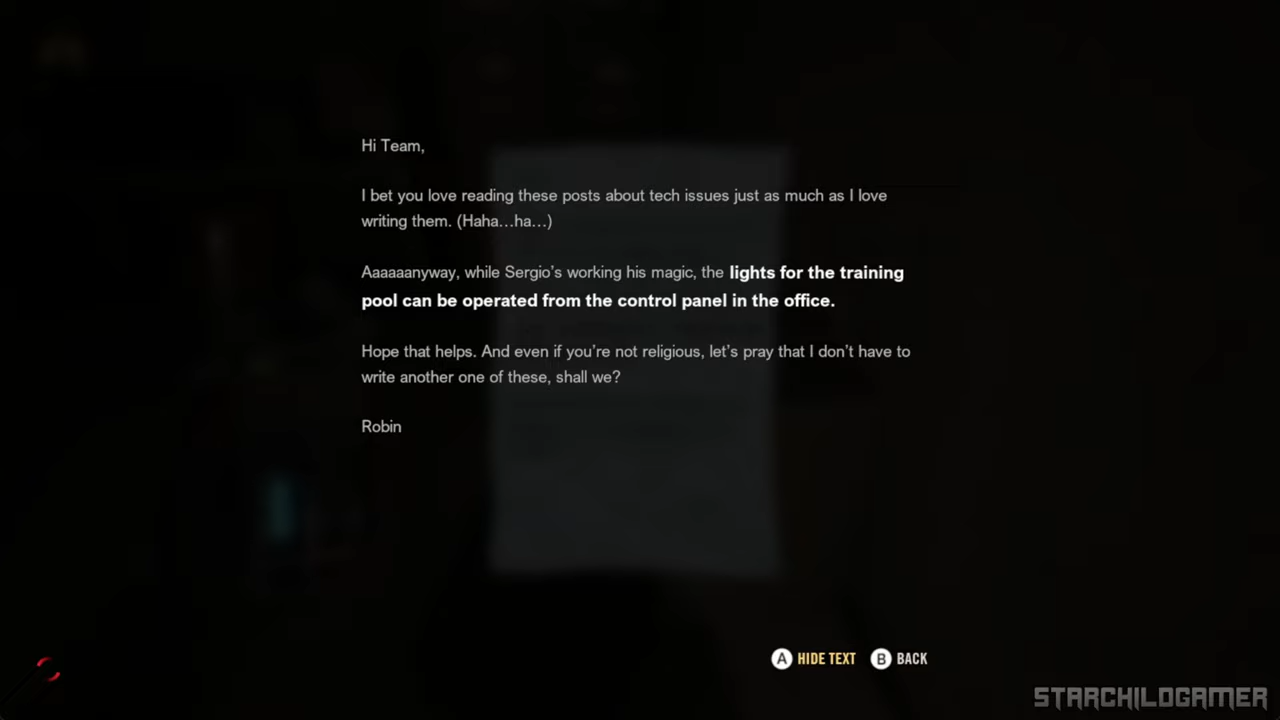 Hi Team,
I bet you love reading these posts about tech issues just as much as I love
writing them. (Haha...ha...)
Aaaaaanyway, while Sergio's working his magic, the lights for the training
pool can be operated from the control panel in the office.
Hope that helps. And even if you're not religious, let's pray that I don't have to
write another one of these, shall we?
Robin
A HIDE TEXT B BACK
STARCHILDGAMER